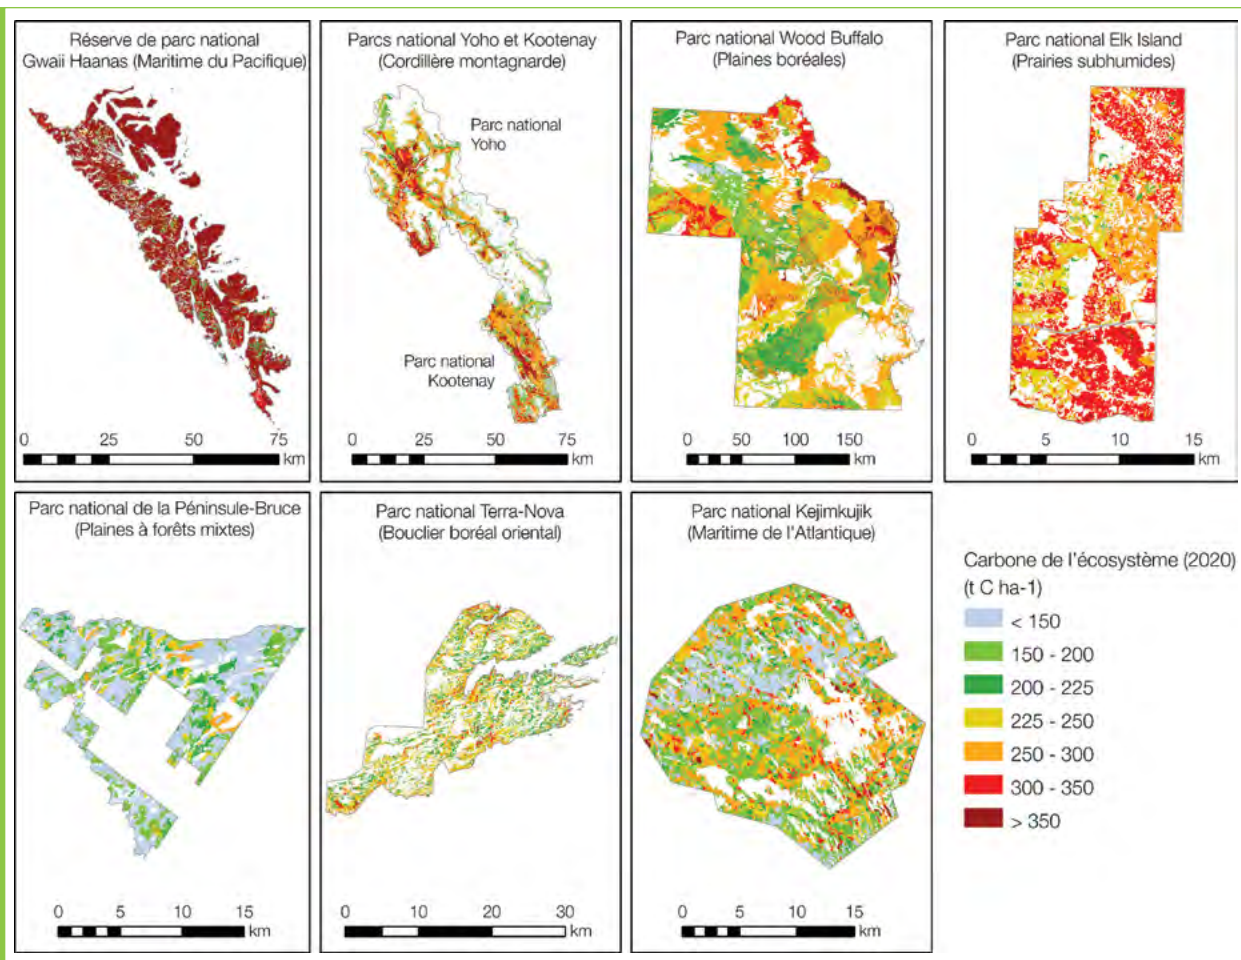 Réserve de parc national
Gwaii Haanas (Maritime du Pacifique)
0 25 50 75
km
Parcs national Yoho et Kootenay
(Cordillère montagnarde)
Parc national
Yoho
Parc national
Kootenay
0 25 50 75
km
Parc national Wood Buffalo
(Plaines boréales)
0 50 100 150
km
Parc national Elk Island
(Prairies subhumides)
0 5 10 15
km
Parc national de la Péninsule-Bruce
(Plaines à forêts mixtes)
0 5 10 15
km
Parc national Terra-Nova
(Bouclier boréal oriental)
0 10 20 30
km
Parc national Kejimkujik
(Maritime de l'Atlantique)
0 5 10 15
km
Carbone de l'écosystème (2020)
(t C ha-1)
< 150
150 - 200
200 - 225
225 - 250
250 - 300
300 - 350
> 350